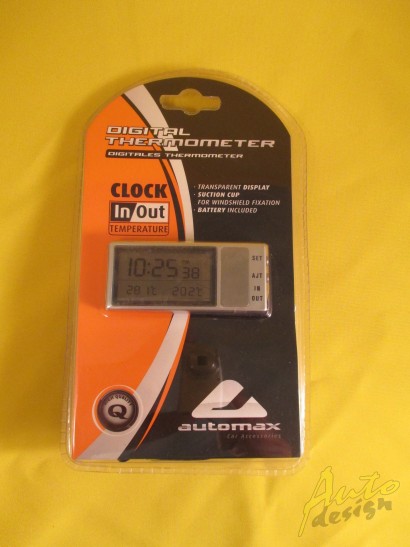 DIGITAL
THERMOMETER
DIGITALES THERMOMETER
CLOCK
In/Out
TEMPERATURE
· TRANSPARENT DISPLAY
· SUCTION CUP
FOR WINDSHIELD FIXATION
· BATTERY INCLUDED
10:25 38
SET
AJT
IN
OUT
Q
automax
Car Accessories
Auto
design